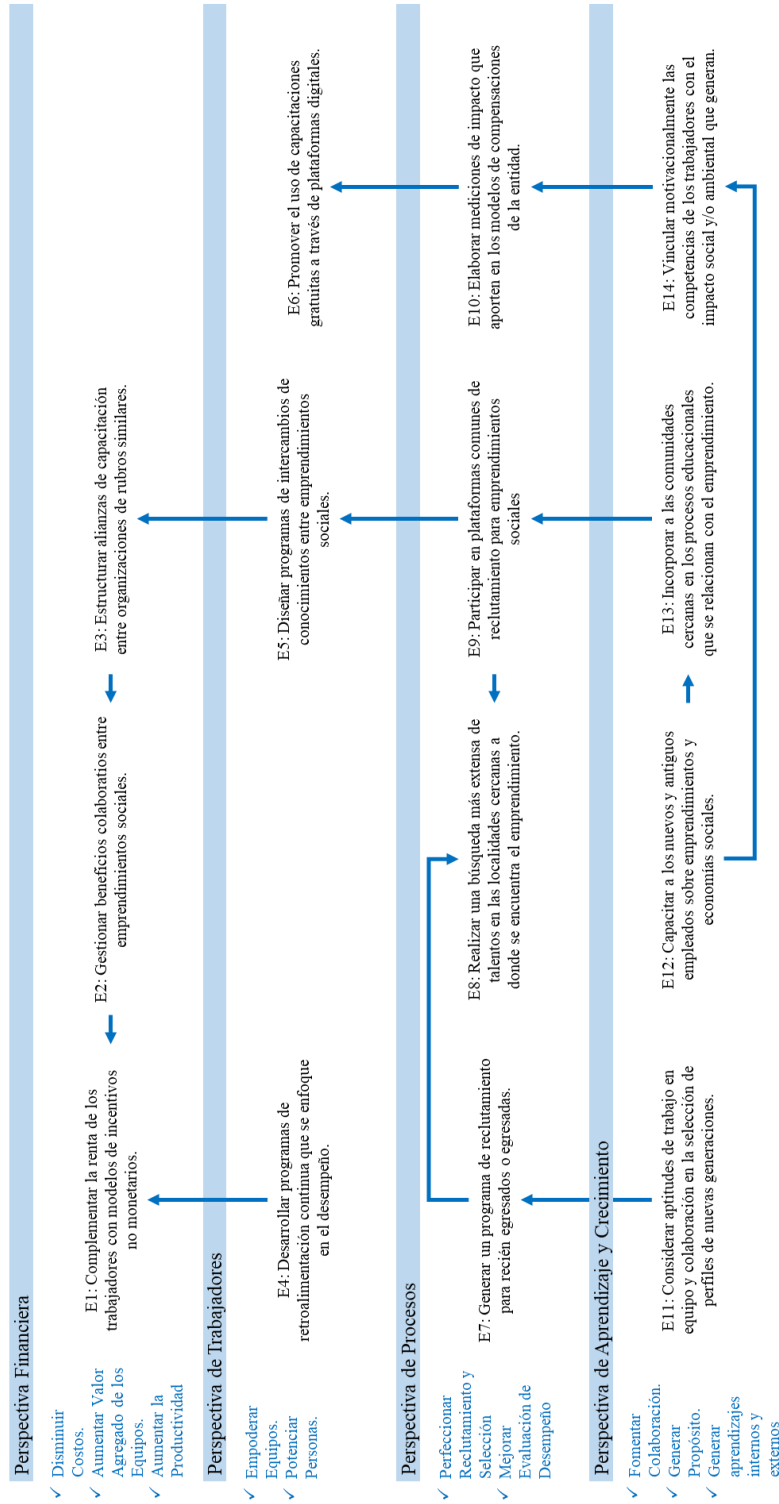 Perspectiva Financiera
✓ Disminuir
Costos.
✓ Aumentar Valor
Agregado de los
Equipos.
✓ Aumentar la
Productividad
E1: Complementar la renta de los
trabajadores con modelos de incentivos
no monetarios.
E2: Gestionar beneficios colaboratios entre
emprendimientos sociales.
E3: Estructurar alianzas de capacitación
entre organizaciones de rubros similares.
Perspectiva de Trabajadores
✓ Empoderar
Equipos.
✓ Potenciar
Personas.
E4: Desarrollar programas de
retroalimentación continua que se enfoque
en el desempeño.
E5: Diseñar programas de intercambios de
conocimientos entre emprendimientos
sociales.
E6: Promover el uso de capacitaciones
gratuitas a través de plataformas digitales.
Perspectiva de Procesos
✓ Perfeccionar
Reclutamiento y
Selección
✓ Mejorar
Evaluación de
Desempeño
E7: Generar un programa de reclutamiento
para recién egresados o egresadas.
E8: Realizar una búsqueda más extensa de
talentos en las localidades cercanas a
donde se encuentra el emprendimiento.
E9: Participar en plataformas comunes de
reclutamiento para emprendimientos
sociales
E10: Elaborar mediciones de impacto que
aporten en los modelos de compensaciones
de la entidad.
Perspectiva de Aprendizaje y Crecimiento
✓ Fomentar
Colaboración.
✓ Generar
Propósito.
✓ Generar
aprendizajes
internos y
externos
E11: Considerar aptitudes de trabajo en
equipo y colaboración en la selección de
perfiles de nuevas generaciones.
E12: Capacitar a los nuevos y antiguos
empleados sobre emprendimientos y
economías sociales.
E13: Incorporar a las comunidades
cercanas en los procesos educacionales
que se relacionan con el emprendimiento.
E14: Vincular motivacionalmente las
competencias de los trabajadores con el
impacto social y/o ambiental que generan.